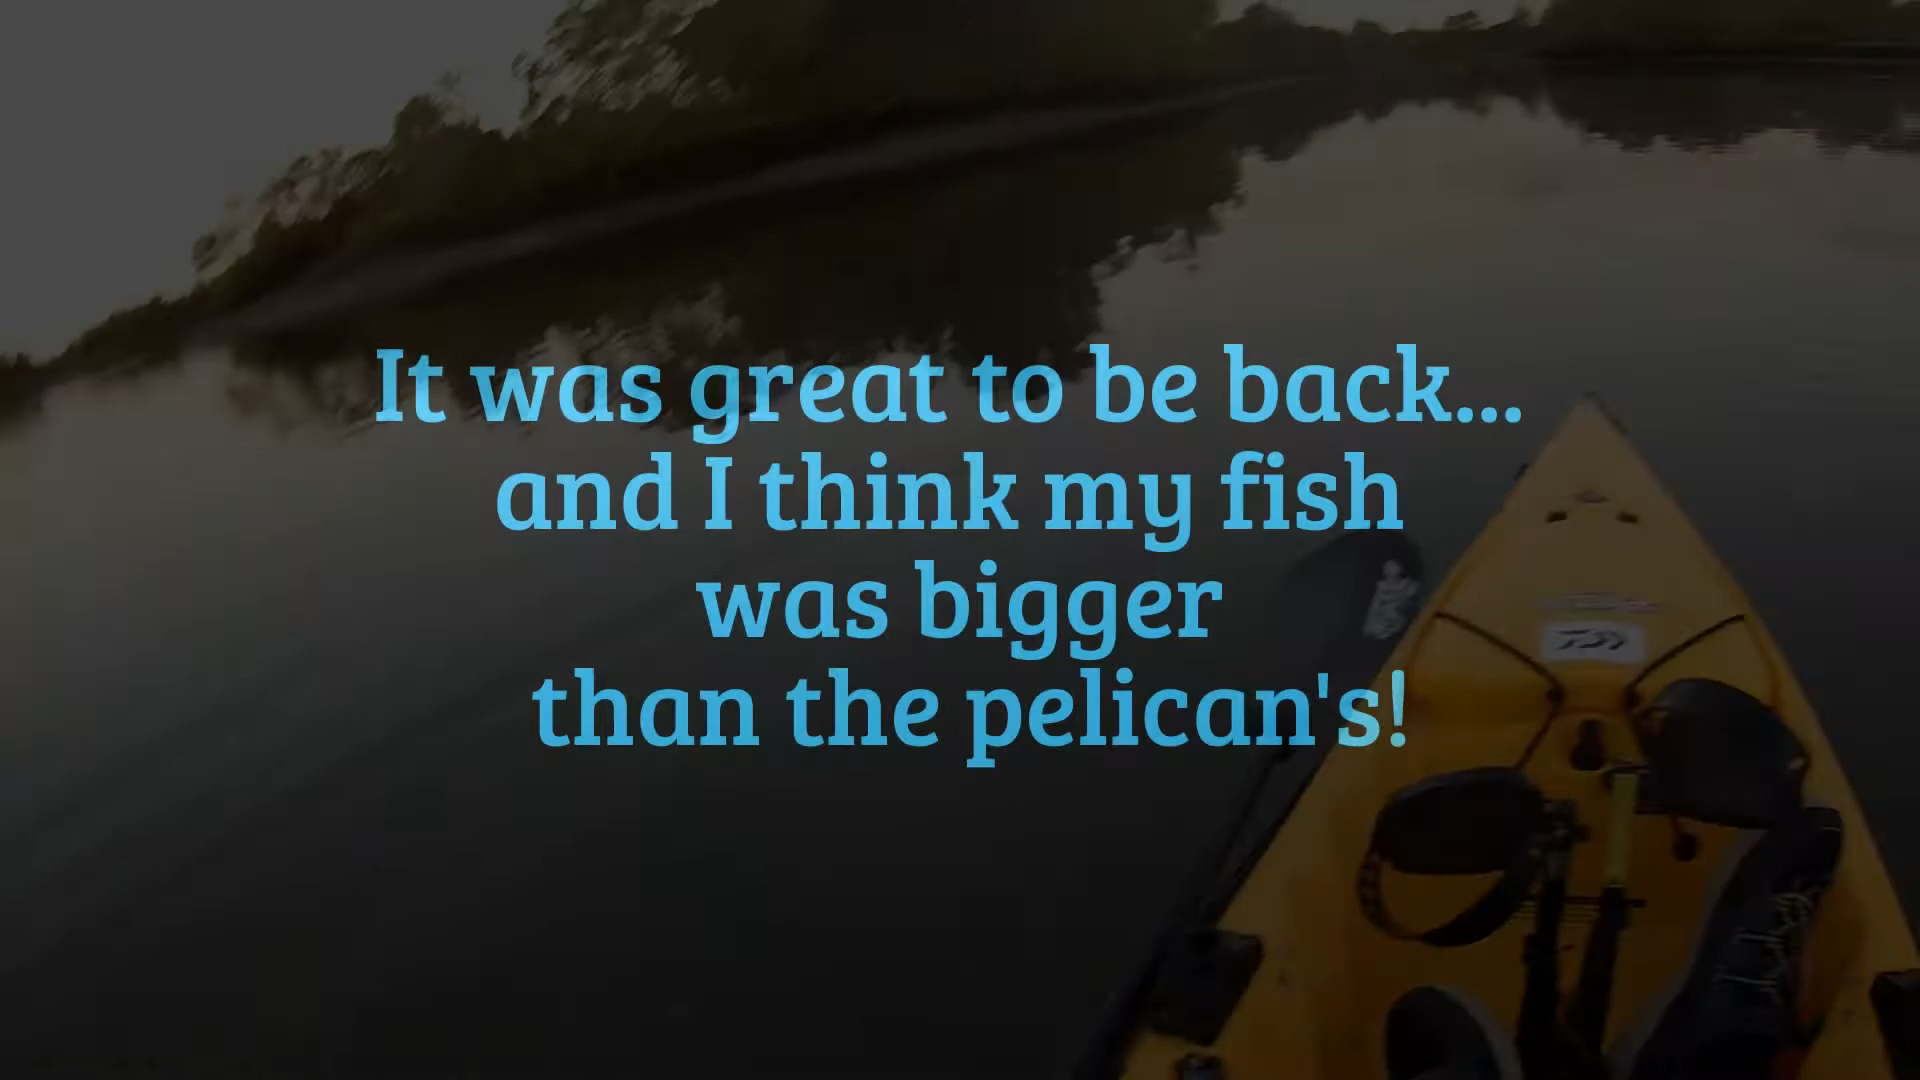 It was great to be back...
and I think my fish
was bigger
than the pelican's!